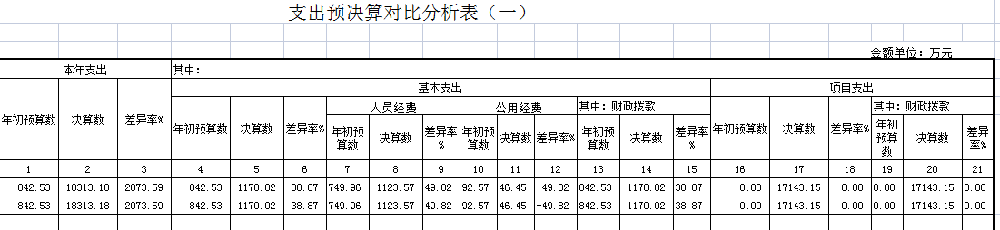 支出预决算对比分析表（一）
金额单位：万元
本年支出 其中：
基本支出 项目支出
年初预算数 决算数 差异率% 年初预算数 决算数 差异率% 人员经费 公用经费 其中：财政拨款 年初预算数 决算数 差异率% 其中：财政拨款
年初预算数 决算数 差异率% 年初预算数 决算数 差异率% 年初预算数 决算数 差异率% 年初预算数 决算数 差异率%
1 2 3 4 5 6 7 8 9 10 11 12 13 14 15 16 17 18 19 20 21
842.53 18313.18 2073.59 842.53 1170.02 38.87 749.96 1123.57 49.82 92.57 46.45 -49.82 842.53 1170.02 38.87 0.00 17143.15 0.00 0.00 17143.15 0.00
842.53 18313.18 2073.59 842.53 1170.02 38.87 749.96 1123.57 49.82 92.57 46.45 -49.82 842.53 1170.02 38.87 0.00 17143.15 0.00 0.00 17143.15 0.00